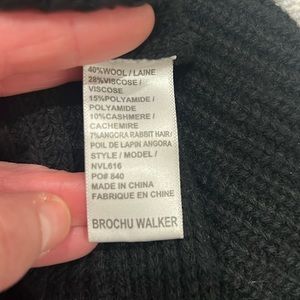 40%WOOL / LAINE
28%VISCOSE /
VISCOSE
15%POLYAMIDE /
POLYAMIDE
10%CASHMERE /
CACHEMIRE
7%ANGORA RABBIT HAIR /
POIL DE LAPIN ANGORA
STYLE / MODEL /
NVL616
PO# 840
MADE IN CHINA
FABRIQUE EN CHINE
BROCHU WALKER